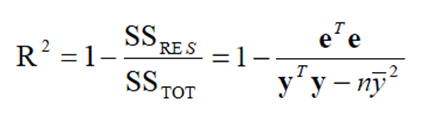 R² = 1 − SS_RES / SS_TOT = 1 − eᵀe / (yᵀy − nȳ²)